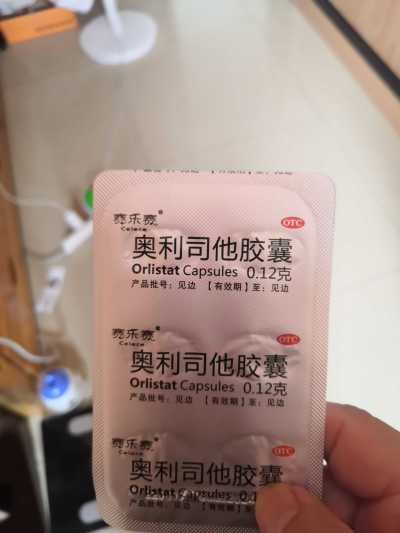 赛乐赛®
Celece
OTC
奥利司他胶囊
Orlistat Capsules 0.12克
产品批号：见边 【有效期】至：见边
赛乐赛®
Celece
OTC
奥利司他胶囊
Orlistat Capsules 0.12克
产品批号：见边 【有效期】至：见边
赛乐赛®
Celece
OTC
奥利司他胶囊
Orlistat Capsules
产品批号：见边 【有效期】至：